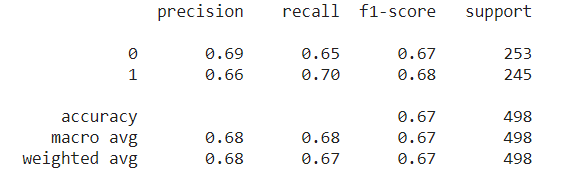 precision recall f1-score support
0 0.69 0.65 0.67 253
1 0.66 0.70 0.68 245
accuracy 0.67 498
macro avg 0.68 0.68 0.67 498
weighted avg 0.68 0.67 0.67 498